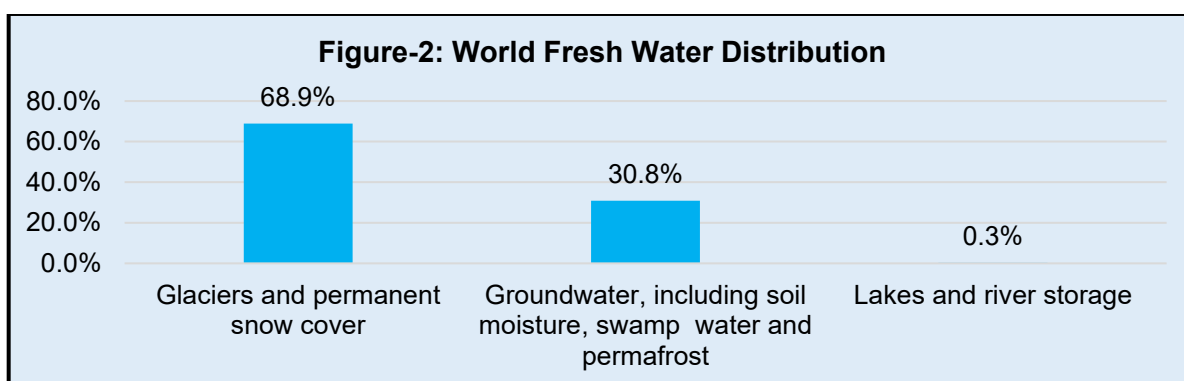 Figure-2: World Fresh Water Distribution
80.0%
60.0%
40.0%
20.0%
0.0%
68.9%
30.8%
0.3%
Glaciers and permanent
snow cover
Groundwater, including soil
moisture, swamp water and
permafrost
Lakes and river storage